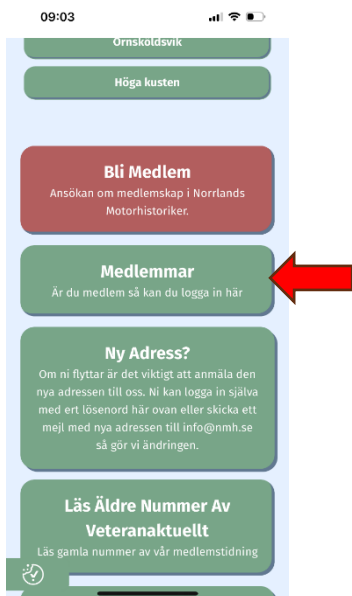 09:03
Örnsköldsvik
Höga kusten
Bli Medlem
Ansökan om medlemskap i Norrlands
Motorhistoriker.
Medlemmar
Är du medlem så kan du logga in här
Ny Adress?
Om ni flyttar är det viktigt att anmäla den
nya adressen till oss. Ni kan logga in själva
med ert lösenord här ovan eller skicka ett
mejl med nya adressen till info@nmh.se
så gör vi ändringen.
Läs Äldre Nummer Av
Veteranaktuellt
Läs gamla nummer av vår medlemstidning